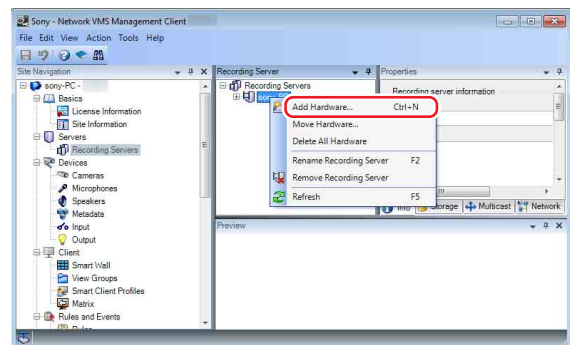 Sony - Network VMS Management Client
File Edit View Action Tools Help
Site Navigation
sony-PC -
Basics
License Information
Site Information
Servers
Recording Servers
Devices
Cameras
Microphones
Speakers
Metadata
Input
Output
Client
Smart Wall
View Groups
Smart Client Profiles
Matrix
Rules and Events
Recording Server
Recording Servers
Add Hardware... Ctrl+N
Move Hardware...
Delete All Hardware
Rename Recording Server F2
Remove Recording Server
Refresh F5
Properties
Recording server information
Info Storage Multicast Network
Preview